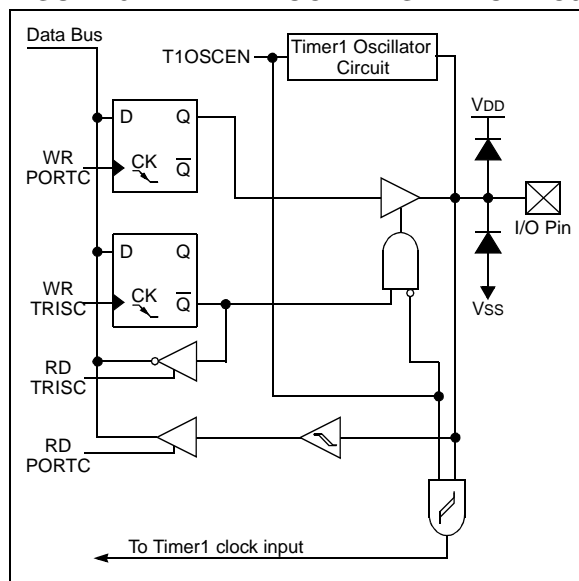 Data Bus
T1OSCEN
Timer1 Oscillator
Circuit
VDD
D
Q
WR
PORTC
CK
Q
I/O Pin
D
Q
WR
TRISC
CK
Q
VSS
RD
TRISC
RD
PORTC
To Timer1 clock input